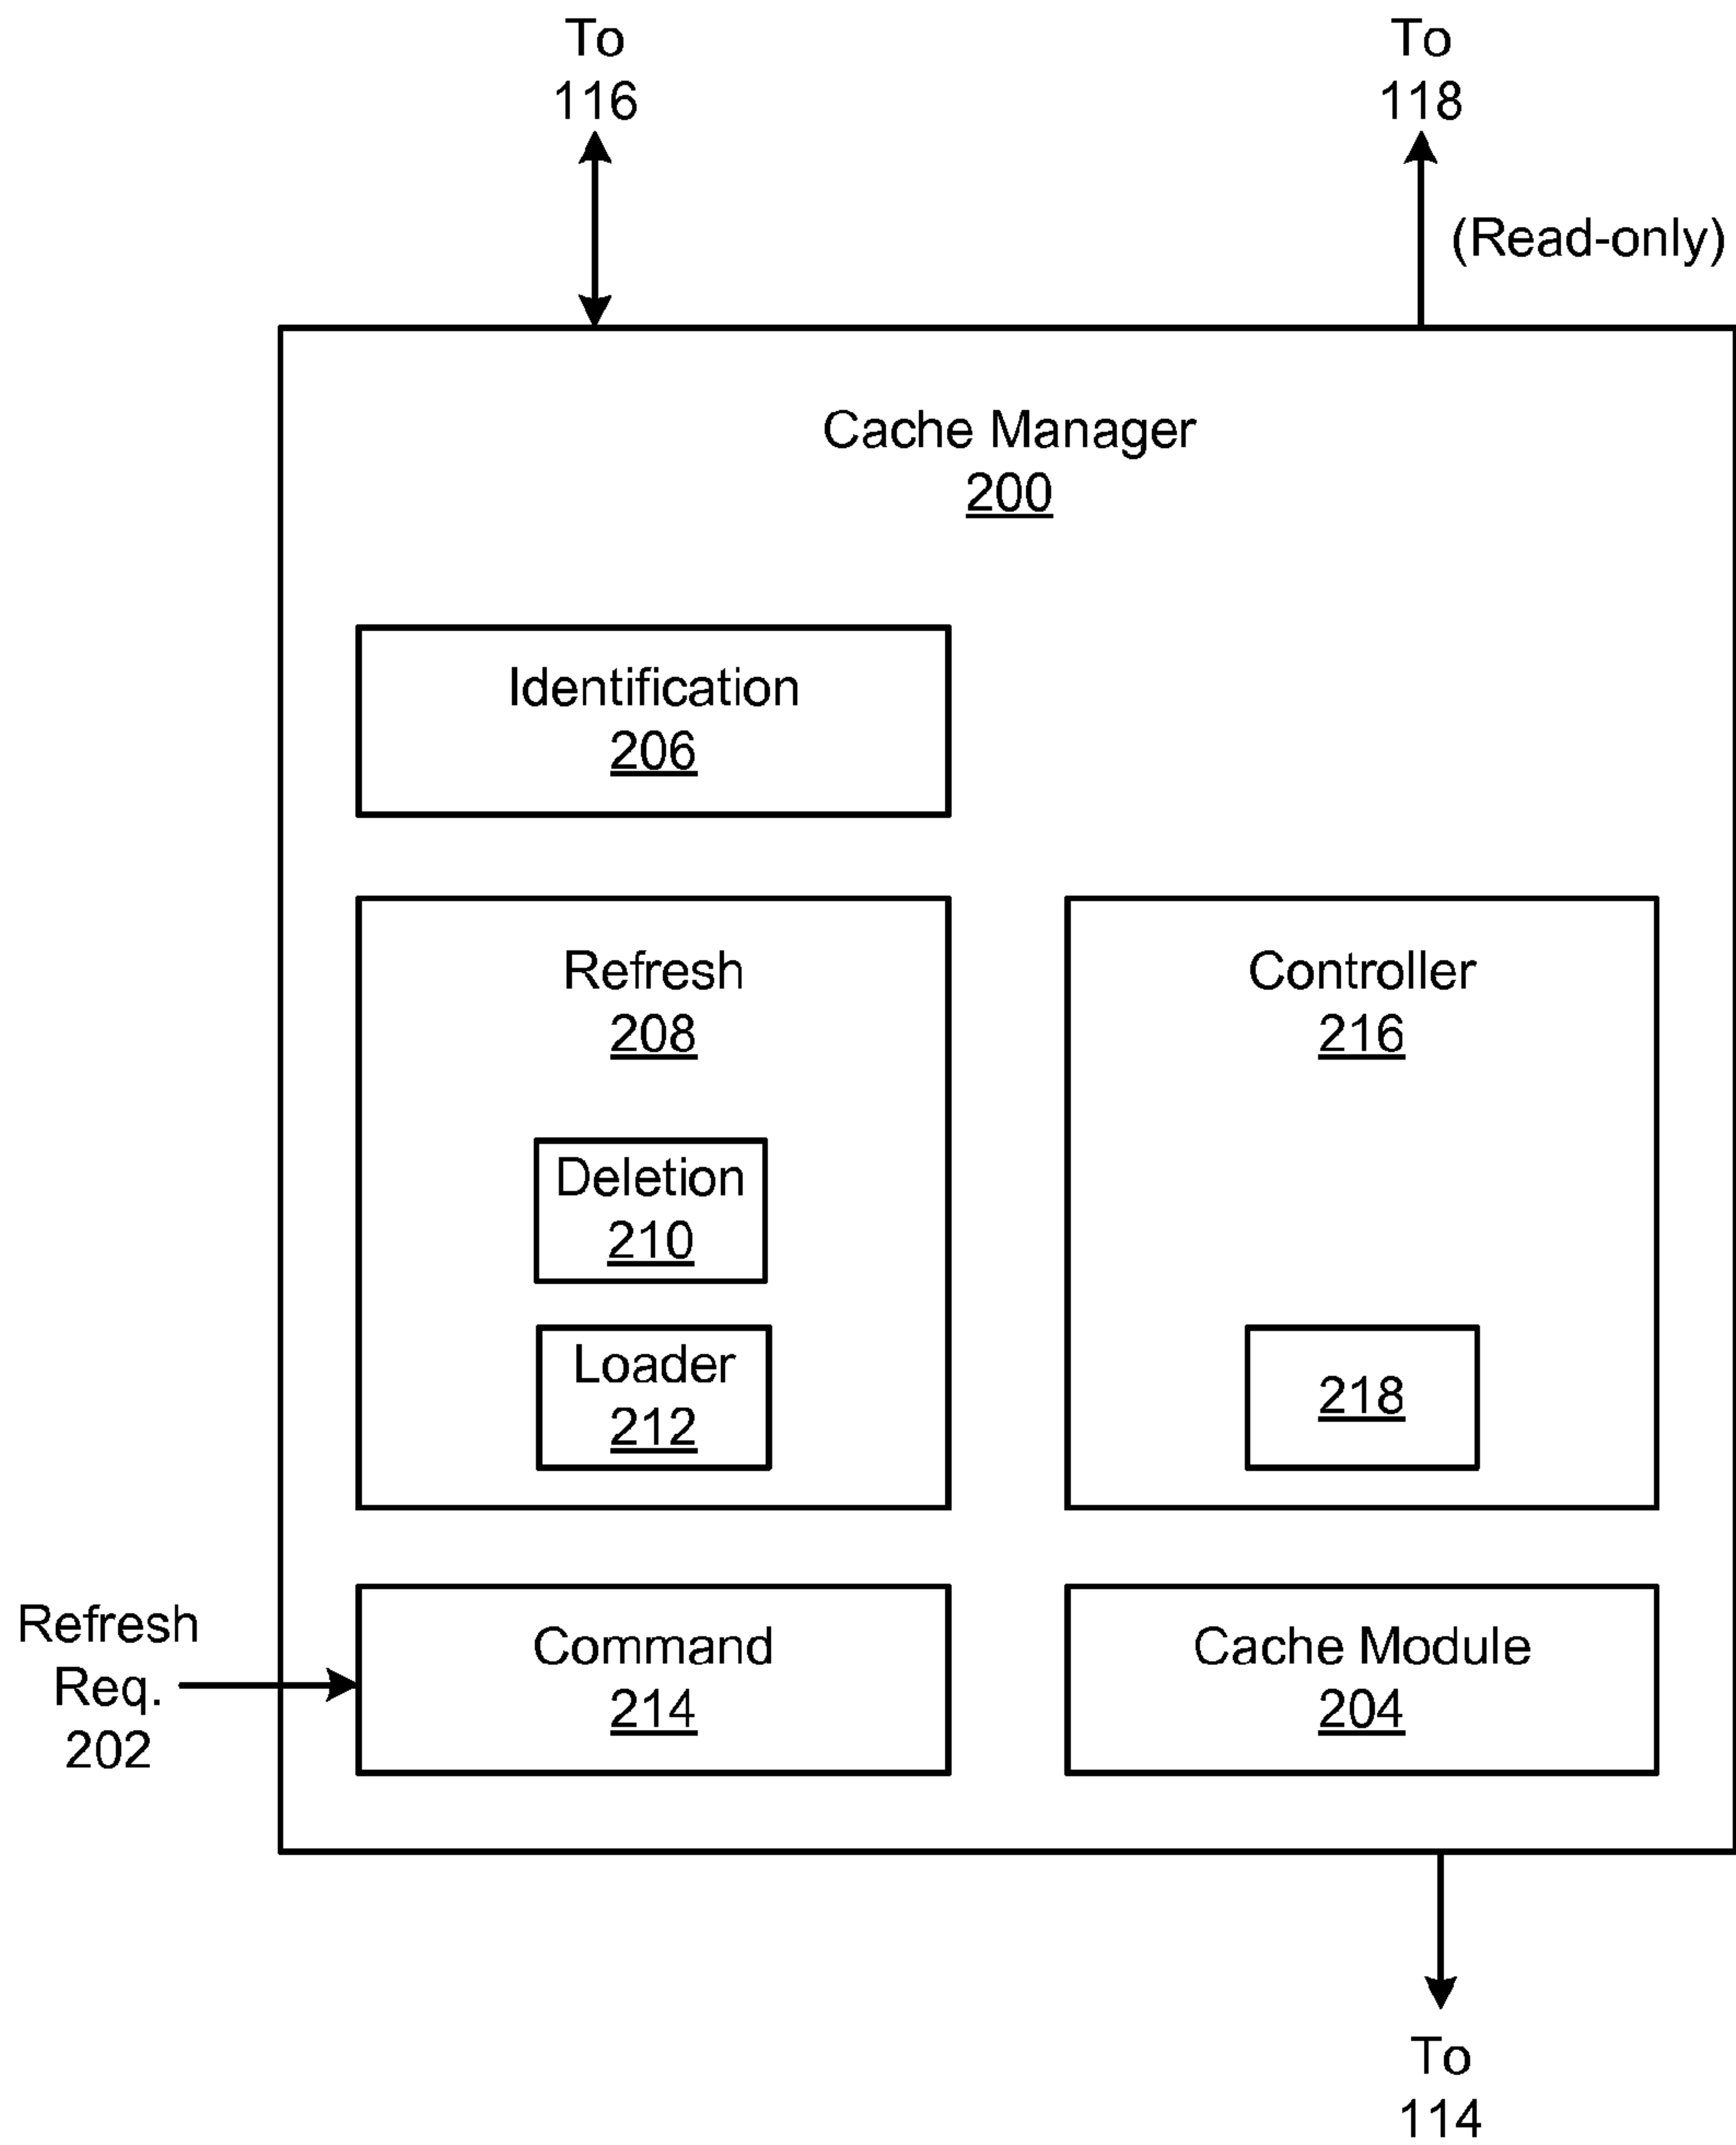 To
116
To
118
(Read-only)
Cache Manager
200
Identification
206
Refresh
208
Deletion
210
Loader
212
Controller
216
218
Refresh
Req.
202
Command
214
Cache Module
204
To
114